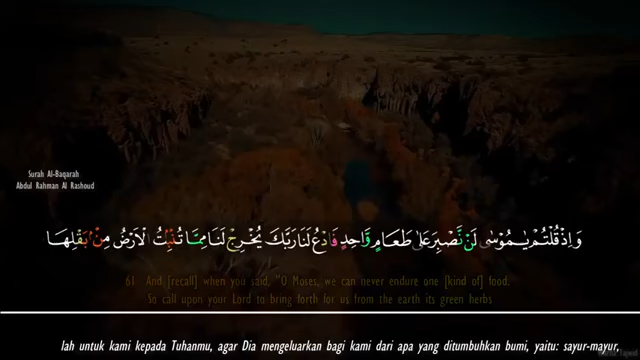 Surah Al-Baqarah
Abdul Rahman Al Rashoud
وَإِذْ قُلْتُمْ يَٰمُوسَىٰ لَن نَّصْبِرَ عَلَىٰ طَعَامٍ وَٰحِدٍ فَٱدْعُ لَنَا رَبَّكَ يُخْرِجْ لَنَا مِمَّا تُنۢبِتُ ٱلْأَرْضُ مِنۢ بَقْلِهَا
61 And [recall] when you said, "O Moses, we can never endure one [kind of] food.
So call upon your Lord to bring forth for us from the earth its green herbs
lah untuk kami kepada Tuhanmu, agar Dia mengeluarkan bagi kami dari apa yang ditumbuhkan bumi, yaitu: sayur-mayur,